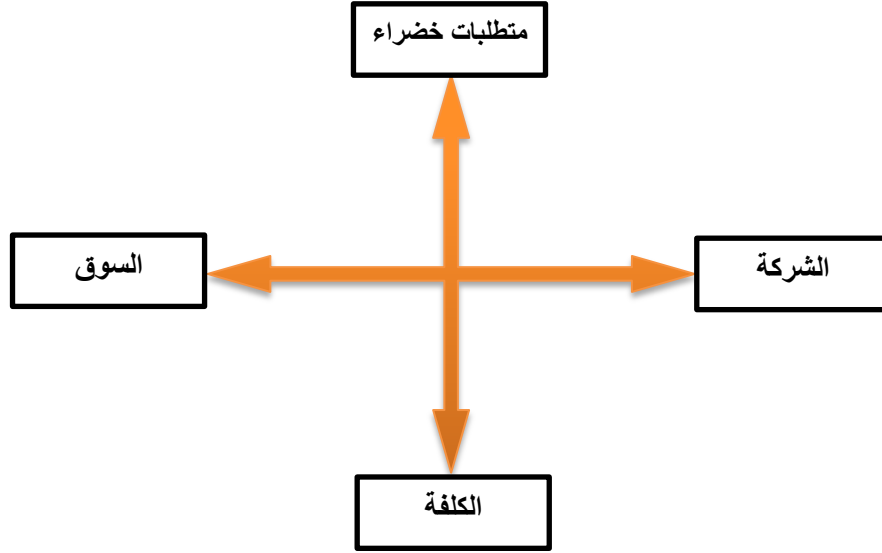 متطلبات خضراء
الشركة
السوق
الكلفة